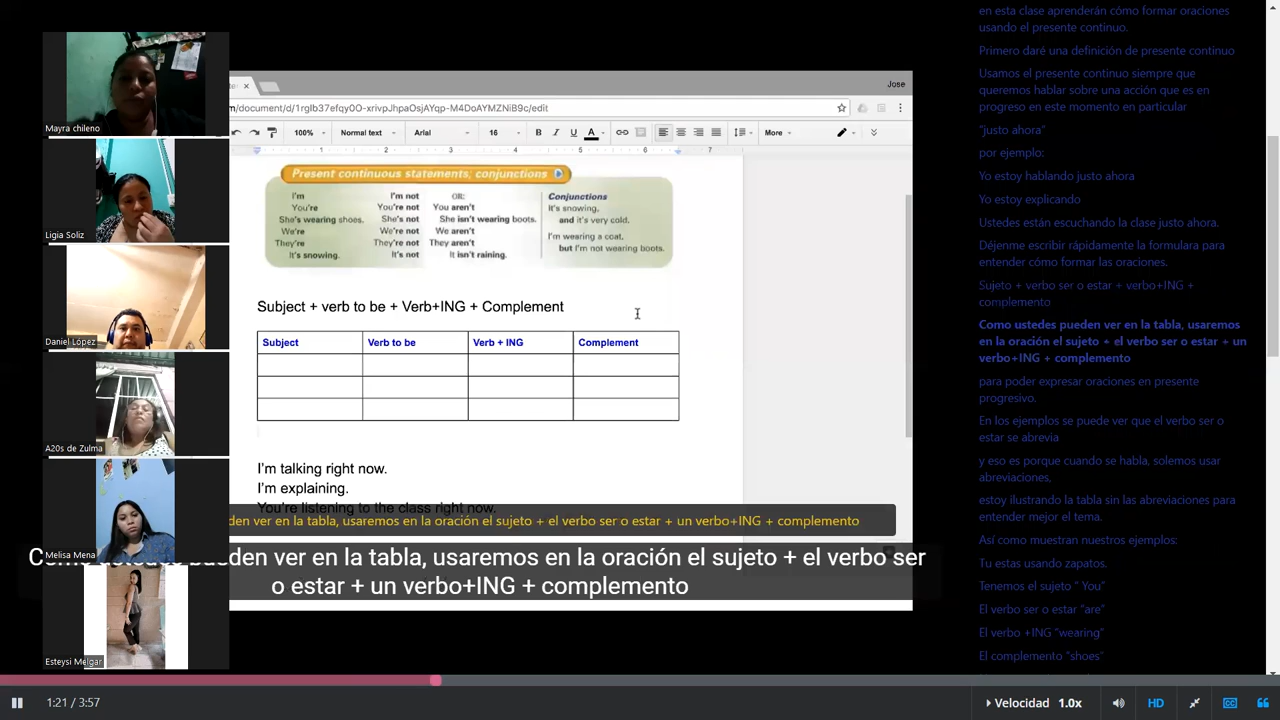 Mayra chileno
Ligia Soliz
Daniel López
A20s de Zulma
Melisa Mena
Esteysi Melgar
Jose
m/document/d/1rgIb37efqy0O-xrivpJhpaOsjAYqp-M4DoAYMZNiB9c/edit
100% Normal text Arial 16 B I U A More
1 2 3 4 5 6 7
Present continuous statements; conjunctions
I'm I'm not OR: Conjunctions
You're You're not You aren't It's snowing,
She's wearing shoes. She's not She isn't wearing boots. and it's very cold.
We're We're not We aren't I'm wearing a coat,
They're They're not They aren't but I'm not wearing boots.
It's snowing. It's not It isn't raining.
Subject + verb to be + Verb+ING + Complement
Subject Verb to be Verb + ING Complement
I'm talking right now.
I'm explaining.
You're listening to the class right now.
den ver en la tabla, usaremos en la oración el sujeto + el verbo ser o estar + un verbo+ING + complemento
Como ustedes pueden ver en la tabla, usaremos en la oración el sujeto + el verbo ser
o estar + un verbo+ING + complemento
en esta clase aprenderán cómo formar oraciones
usando el presente continuo.
Primero daré una definición de presente continuo
Usamos el presente continuo siempre que
queremos hablar sobre una acción que es en
progreso en este momento en particular
"justo ahora"
por ejemplo:
Yo estoy hablando justo ahora
Yo estoy explicando
Ustedes están escuchando la clase justo ahora.
Déjenme escribir rápidamente la formulara para
entender cómo formar las oraciones.
Sujeto + verbo ser o estar + verbo+ING +
complemento
Como ustedes pueden ver en la tabla, usaremos
en la oración el sujeto + el verbo ser o estar + un
verbo+ING + complemento
para poder expresar oraciones en presente
progresivo.
En los ejemplos se puede ver que el verbo ser o
estar se abrevia
y eso es porque cuando se habla, solemos usar
abreviaciones,
estoy ilustrando la tabla sin las abreviaciones para
entender mejor el tema.
Así como muestran nuestros ejemplos:
Tu estas usando zapatos.
Tenemos el sujeto " You"
El verbo ser o estar "are"
El verbo +ING "wearing"
El complemento "shoes"
1:21 / 3:57
Velocidad 1.0x HD CC